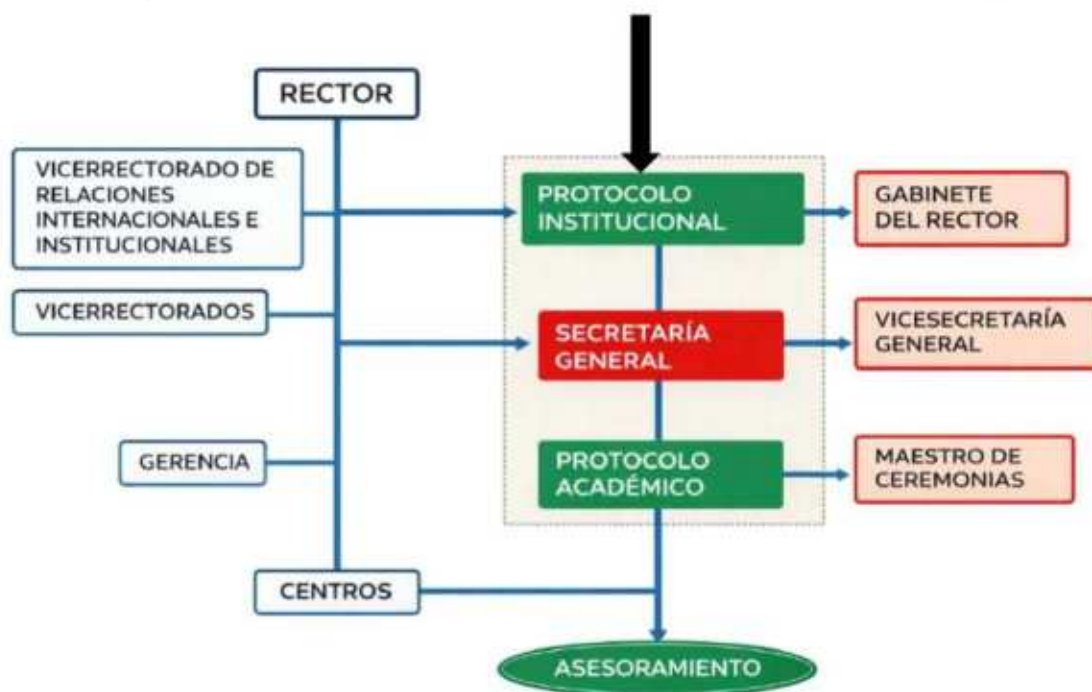 RECTOR
VICERRECTORADO DE
RELACIONES
INTERNACIONALES E
INSTITUCIONALES
PROTOCOLO
INSTITUCIONAL
GABINETE
DEL RECTOR
VICERRECTORADOS
SECRETARÍA
GENERAL
VICESECRETARÍA
GENERAL
GERENCIA
PROTOCOLO
ACADÉMICO
MAESTRO DE
CEREMONIAS
CENTROS
ASESORAMIENTO